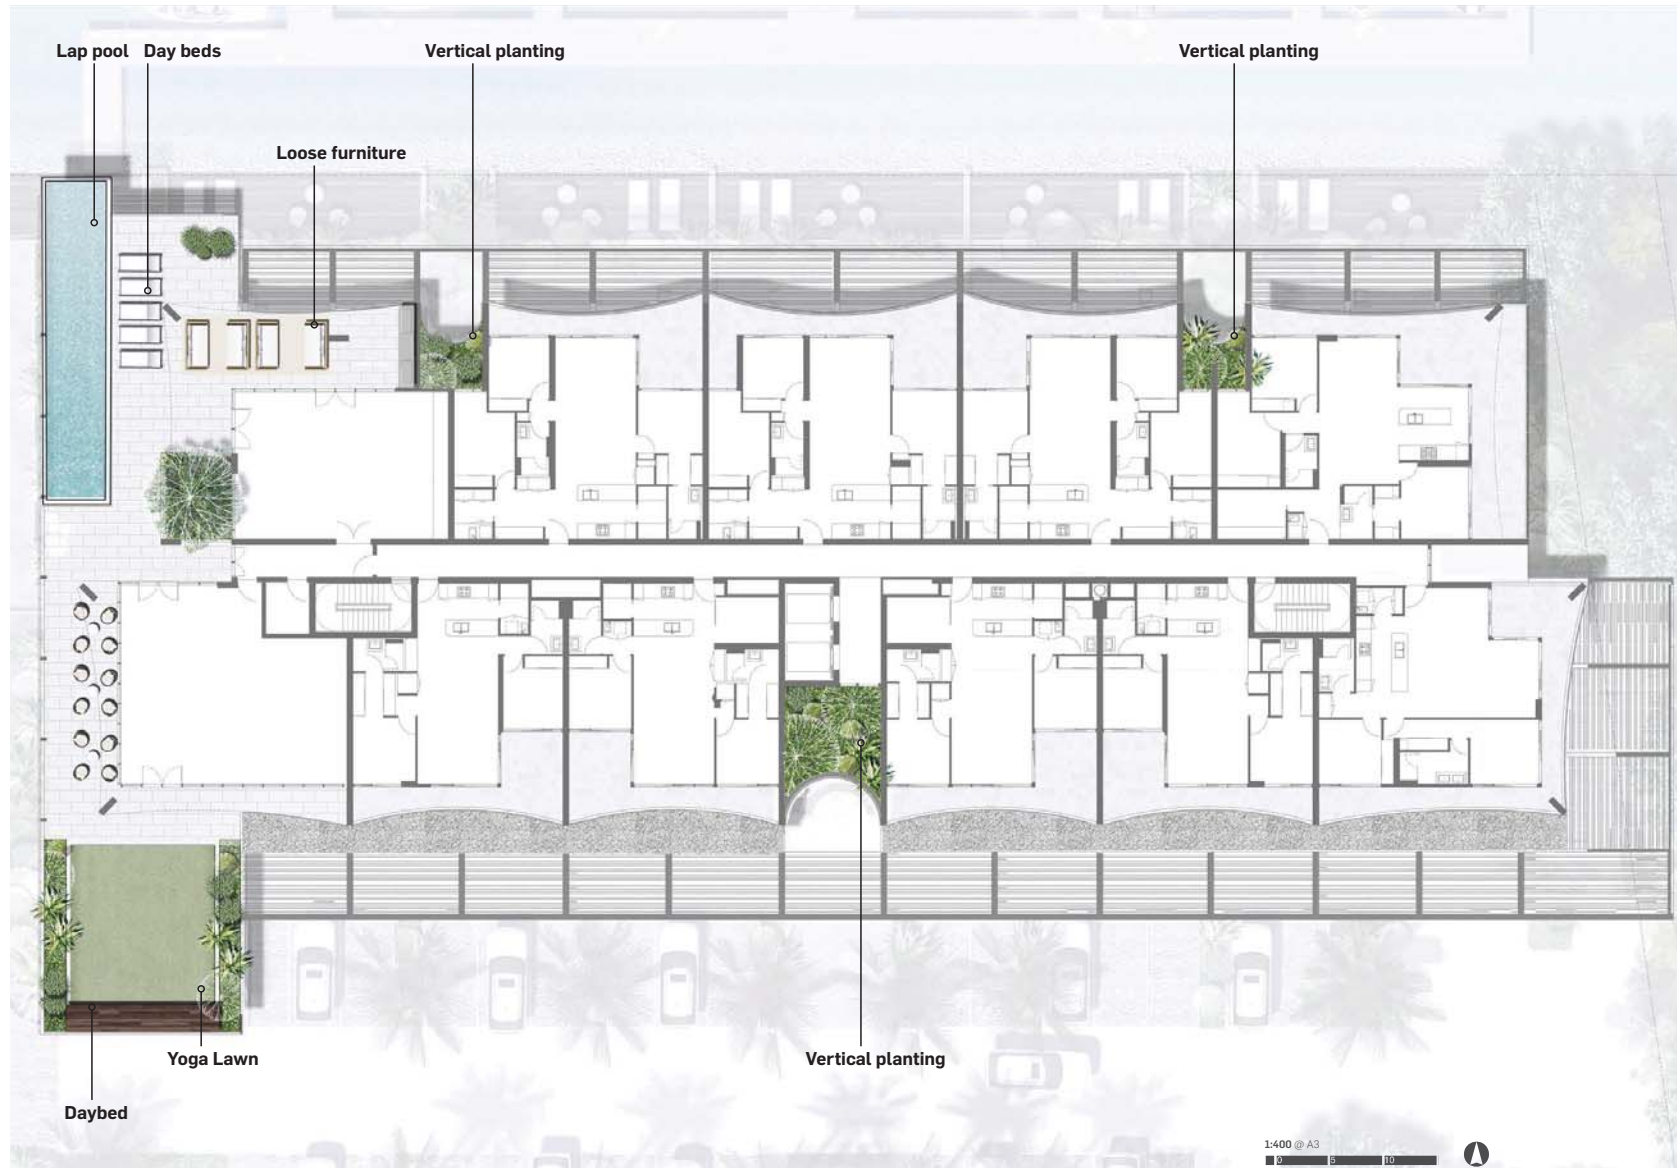 Lap pool
Day beds
Vertical planting
Vertical planting
Loose furniture
Yoga Lawn
Vertical planting
Daybed
1:400 @ A3
0 5 10